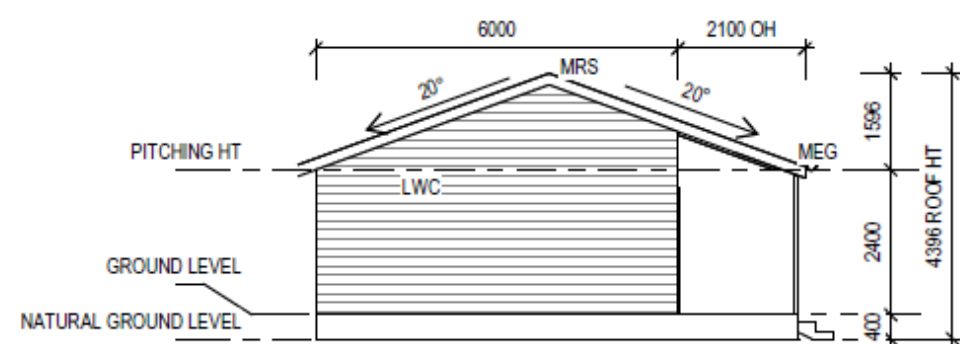 6000
2100 OH
MRS
20°
20°
1596
PITCHING HT
MEG
LWC
4396 ROOF HT
2400
GROUND LEVEL
NATURAL GROUND LEVEL
400